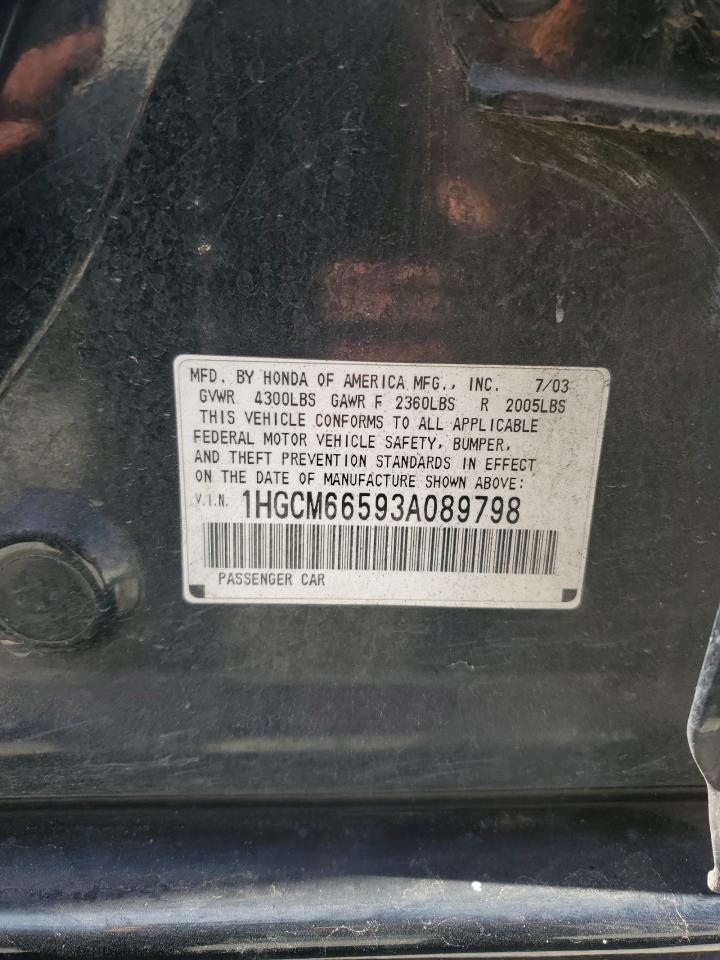 MFD. BY HONDA OF AMERICA MFG., INC. 7/03
GVWR 4300LBS GAWR F 2360LBS R 2005LBS
THIS VEHICLE CONFORMS TO ALL APPLICABLE
FEDERAL MOTOR VEHICLE SAFETY, BUMPER,
AND THEFT PREVENTION STANDARDS IN EFFECT
ON THE DATE OF MANUFACTURE SHOWN ABOVE:
V.I.N. 1HGCM66593A089798
PASSENGER CAR